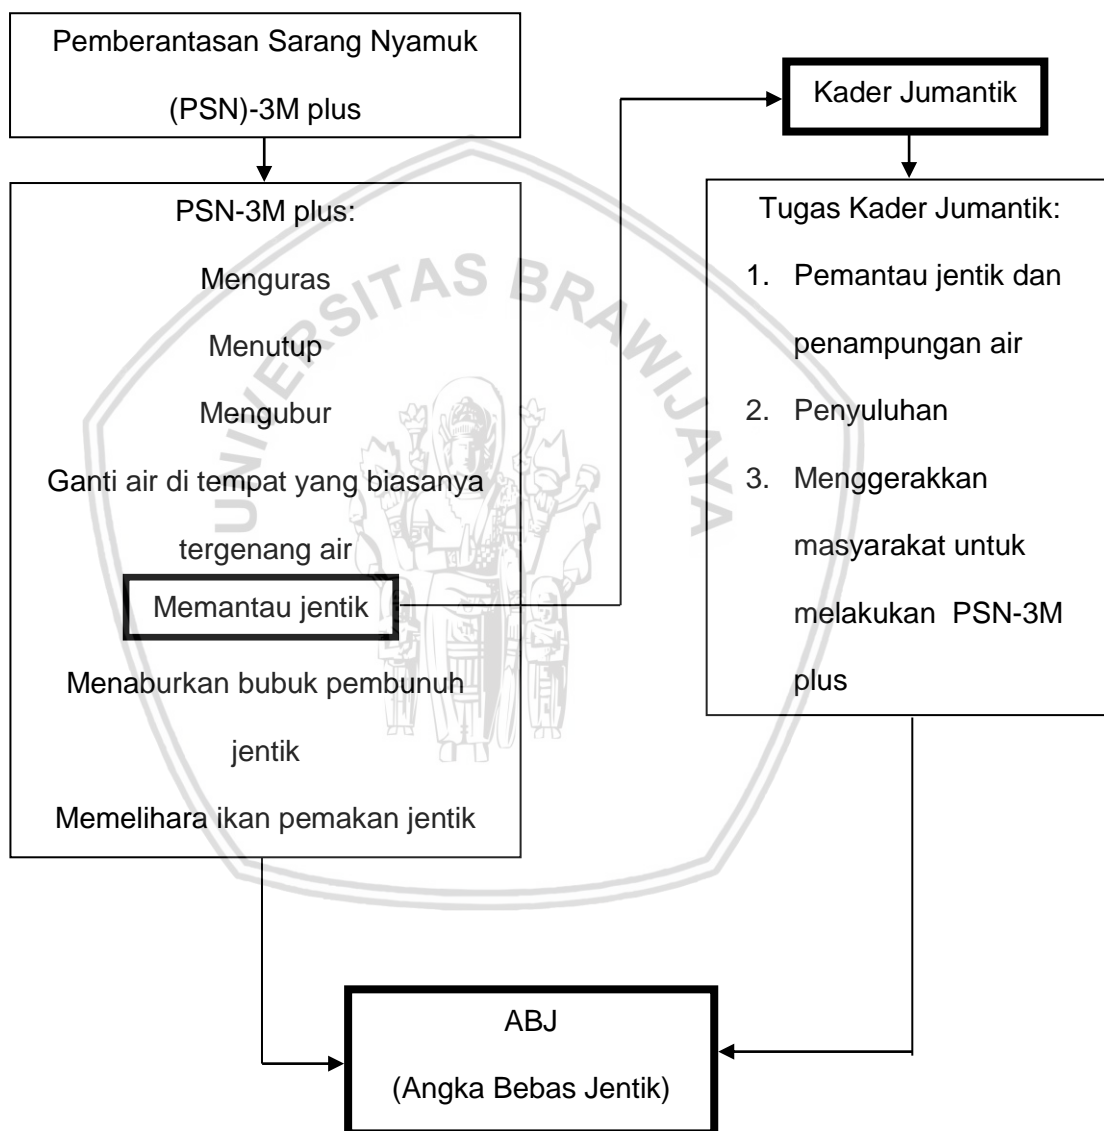 Pemberantasan Sarang Nyamuk
(PSN)-3M plus
PSN-3M plus:
Menguras
Menutup
Mengubur
Ganti air di tempat yang biasanya
tergenang air
Memantau jentik
Menaburkan bubuk pembunuh
jentik
Memelihara ikan pemakan jentik
Kader Jumantik
Tugas Kader Jumantik:
1. Pemantau jentik dan
penampungan air
2. Penyuluhan
3. Menggerakkan
masyarakat untuk
melakukan PSN-3M
plus
ABJ
(Angka Bebas Jentik)
UNIVERSITAS BRAWIJAYA